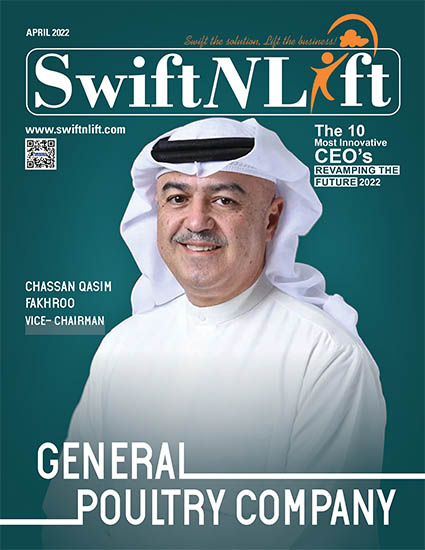 APRIL 2022
Swift the solution, Lift the business!
SwiftNLift
www.swiftnlift.com
The 10
Most Innovative
CEO's
REVAMPING THE
FUTURE 2022
CHASSAN QASIM
FAKHROO
VICE- CHAIRMAN
GENERAL
POULTRY COMPANY